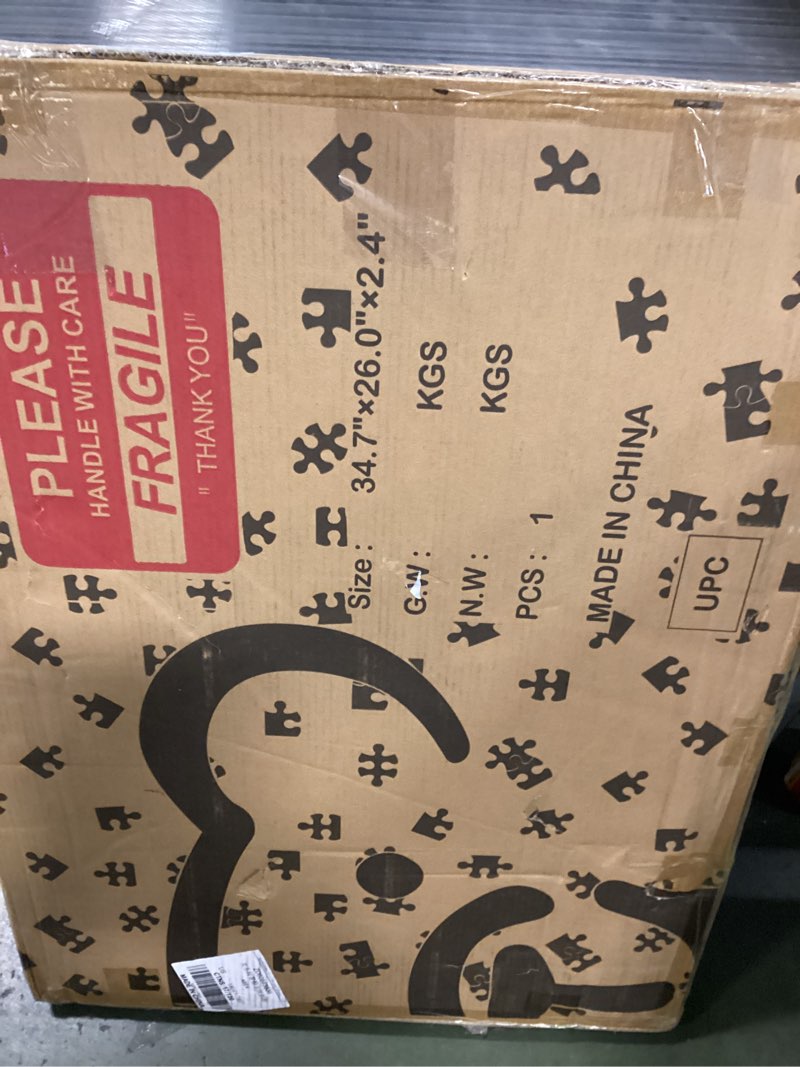 PLEASE
HANDLE WITH CARE
FRAGILE
"THANK YOU"
Size: 34.7"×26.0"×2.4"
G.W: KGS
N.W: KGS
PCS: 1
MADE IN CHINA
UPC